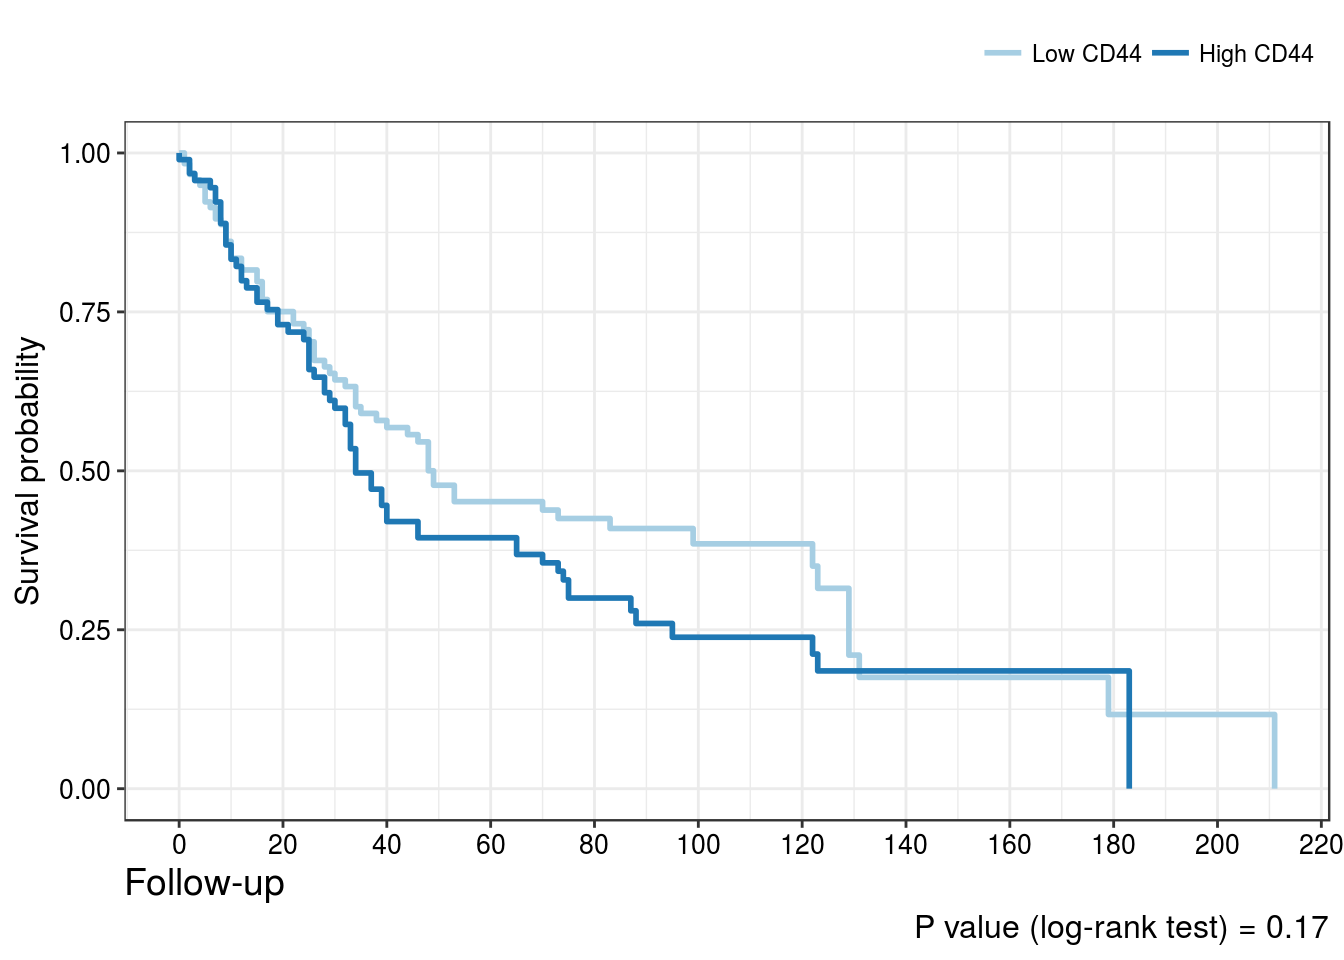 Low CD44 High CD44
1.00
0.75
0.50
0.25
0.00
Survival probability
0 20 40 60 80 100 120 140 160 180 200 220
Follow-up
P value (log-rank test) = 0.17